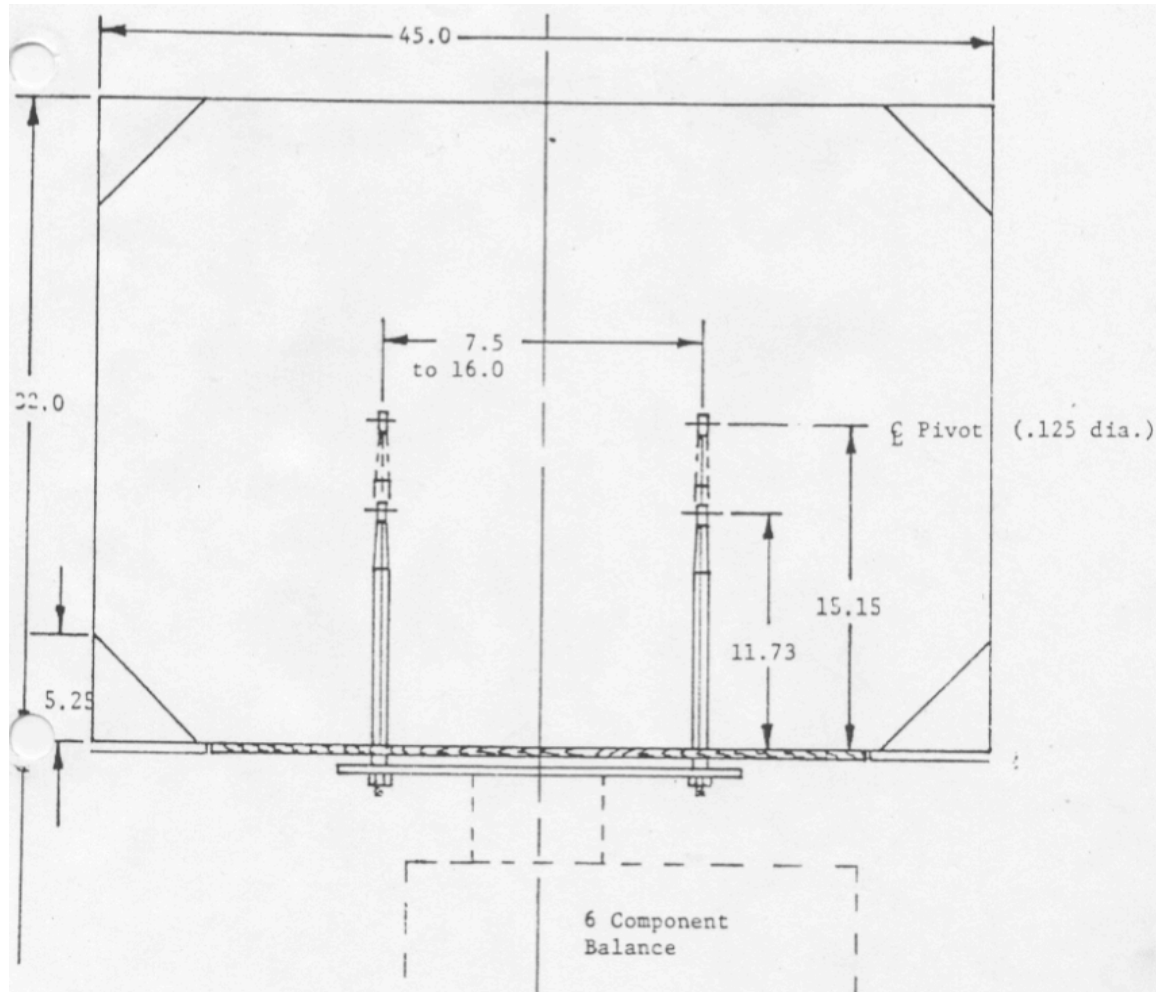 45.0
7.5
to 16.0
℄ Pivot (.125 dia.)
15.15
11.73
5.25
6 Component
Balance